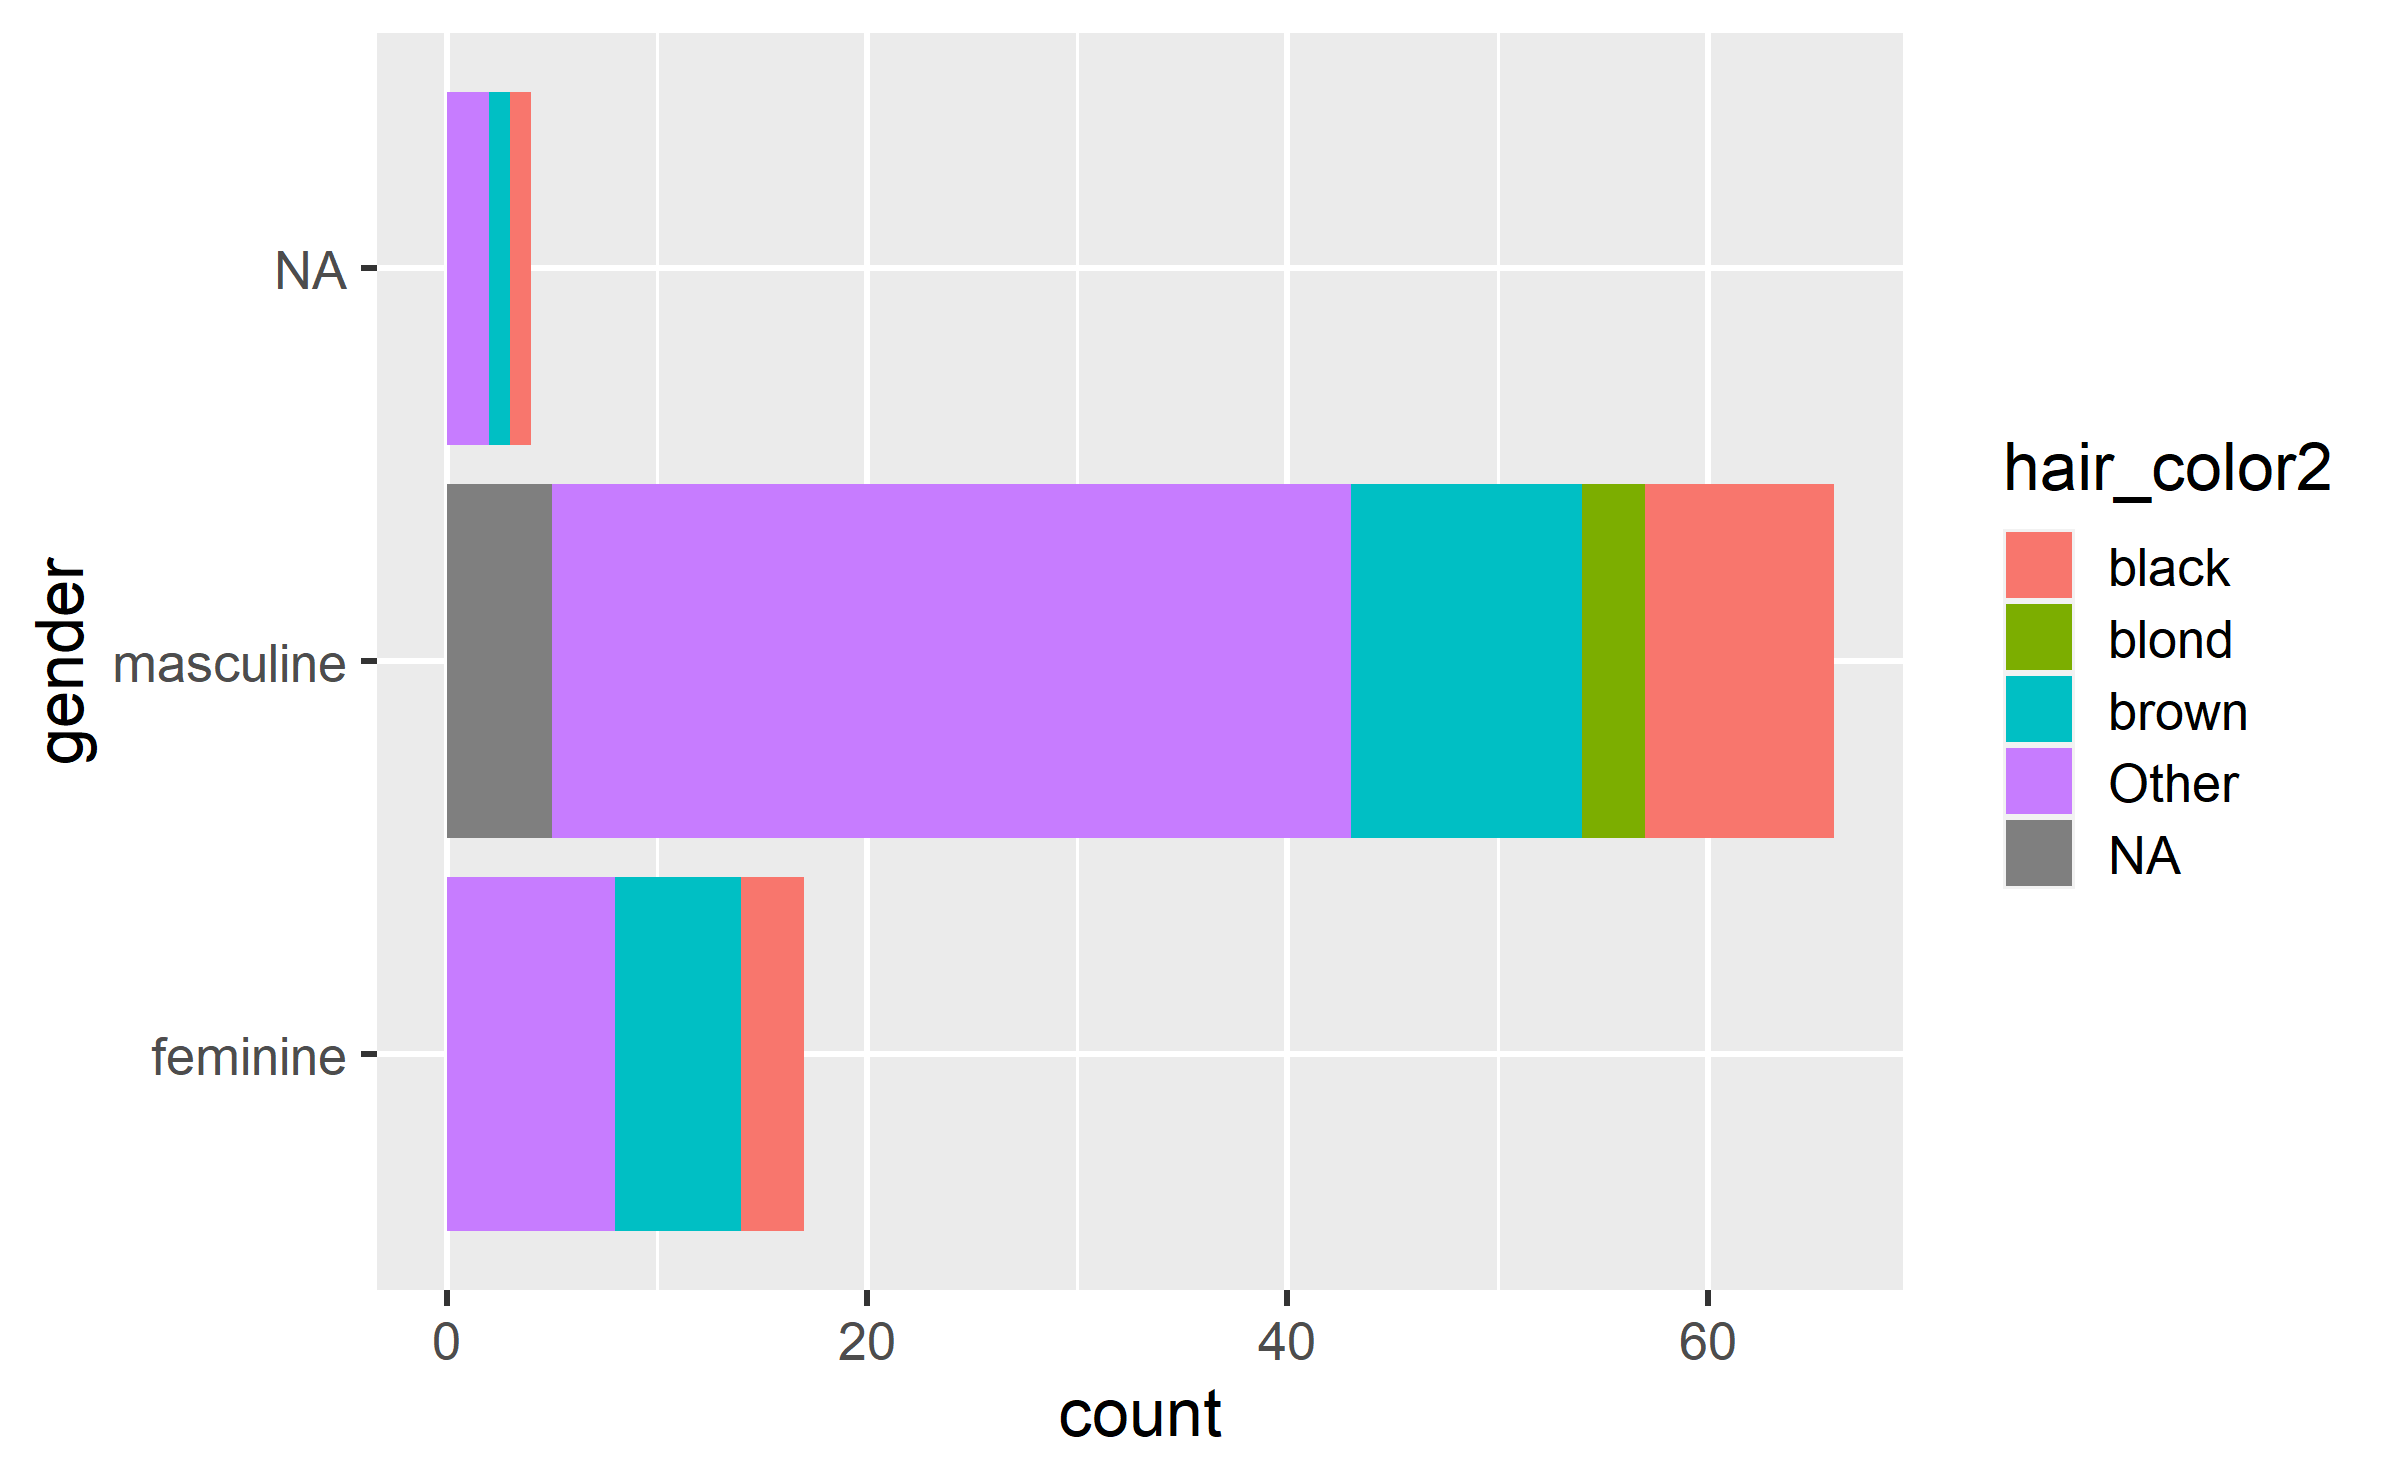 NA
masculine
feminine
gender
0 20 40 60
count
hair_color2
black
blond
brown
Other
NA